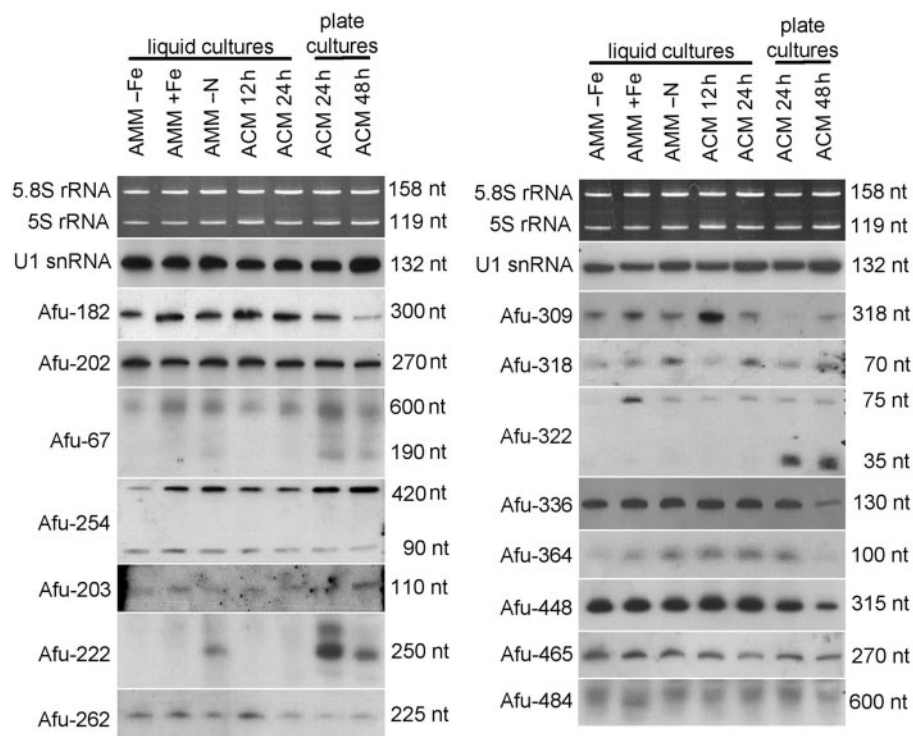 plate
liquid cultures cultures
AMM –Fe
AMM +Fe
AMM –N
ACM 12h
ACM 24h
ACM 24h
ACM 48h
5.8S rRNA 158 nt
5S rRNA 119 nt
U1 snRNA 132 nt
Afu-182 300 nt
Afu-202 270 nt
600 nt
Afu-67
190 nt
420 nt
Afu-254
90 nt
Afu-203 110 nt
Afu-222 250 nt
Afu-262 225 nt
plate
liquid cultures cultures
AMM –Fe
AMM +Fe
AMM –N
ACM 12h
ACM 24h
ACM 24h
ACM 48h
5.8S rRNA 158 nt
5S rRNA 119 nt
U1 snRNA 132 nt
Afu-309 318 nt
Afu-318 70 nt
75 nt
Afu-322
35 nt
Afu-336 130 nt
Afu-364 100 nt
Afu-448 315 nt
Afu-465 270 nt
Afu-484 600 nt